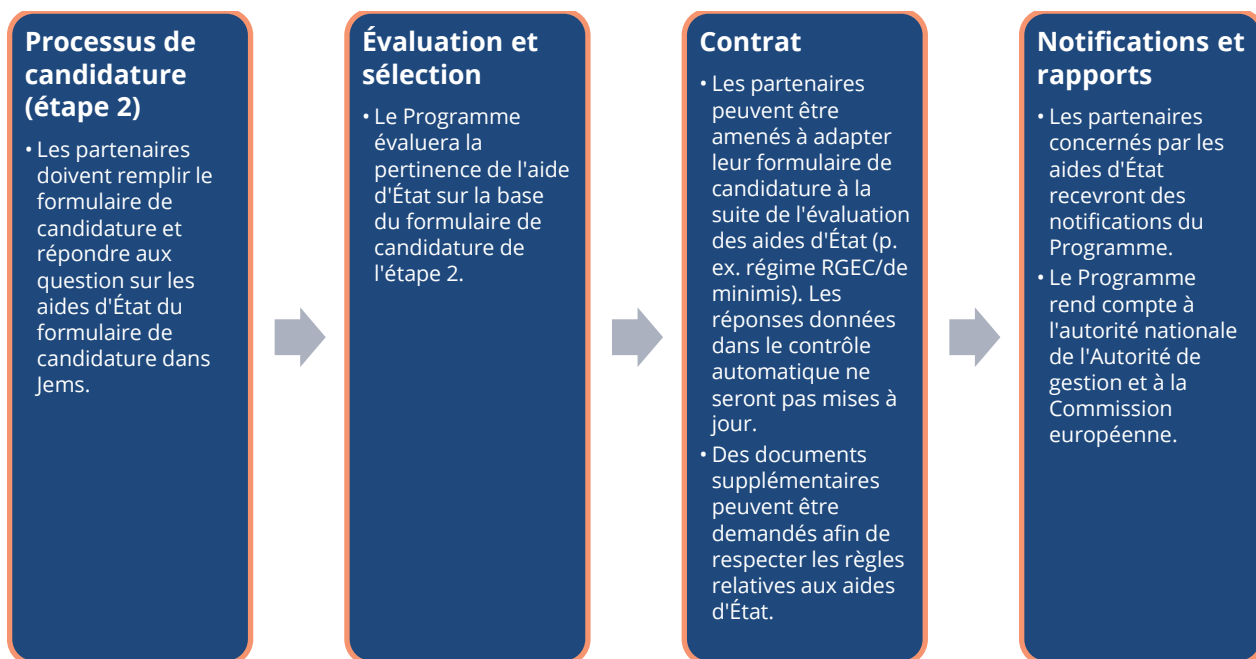 Processus de
candidature
(étape 2)
• Les partenaires
doivent remplir le
formulaire de
candidature et
répondre aux
question sur les
aides d'État du
formulaire de
candidature dans
Jems.
Évaluation et
sélection
• Le Programme
évaluera la
pertinence de l'aide
d'État sur la base
du formulaire de
candidature de
l'étape 2.
Contrat
• Les partenaires
peuvent être
amenés à adapter
leur formulaire de
candidature à la
suite de l'évaluation
des aides d'État (p.
ex. régime RGEC/de
minimis). Les
réponses données
dans le contrôle
automatique ne
seront pas mises à
jour.
• Des documents
supplémentaires
peuvent être
demandés afin de
respecter les règles
relatives aux aides
d'État.
Notifications et
rapports
• Les partenaires
concernés par les
aides d'État
recevront des
notifications du
Programme.
• Le Programme
rend compte à
l'autorité nationale
de l'Autorité de
gestion et à la
Commission
européenne.